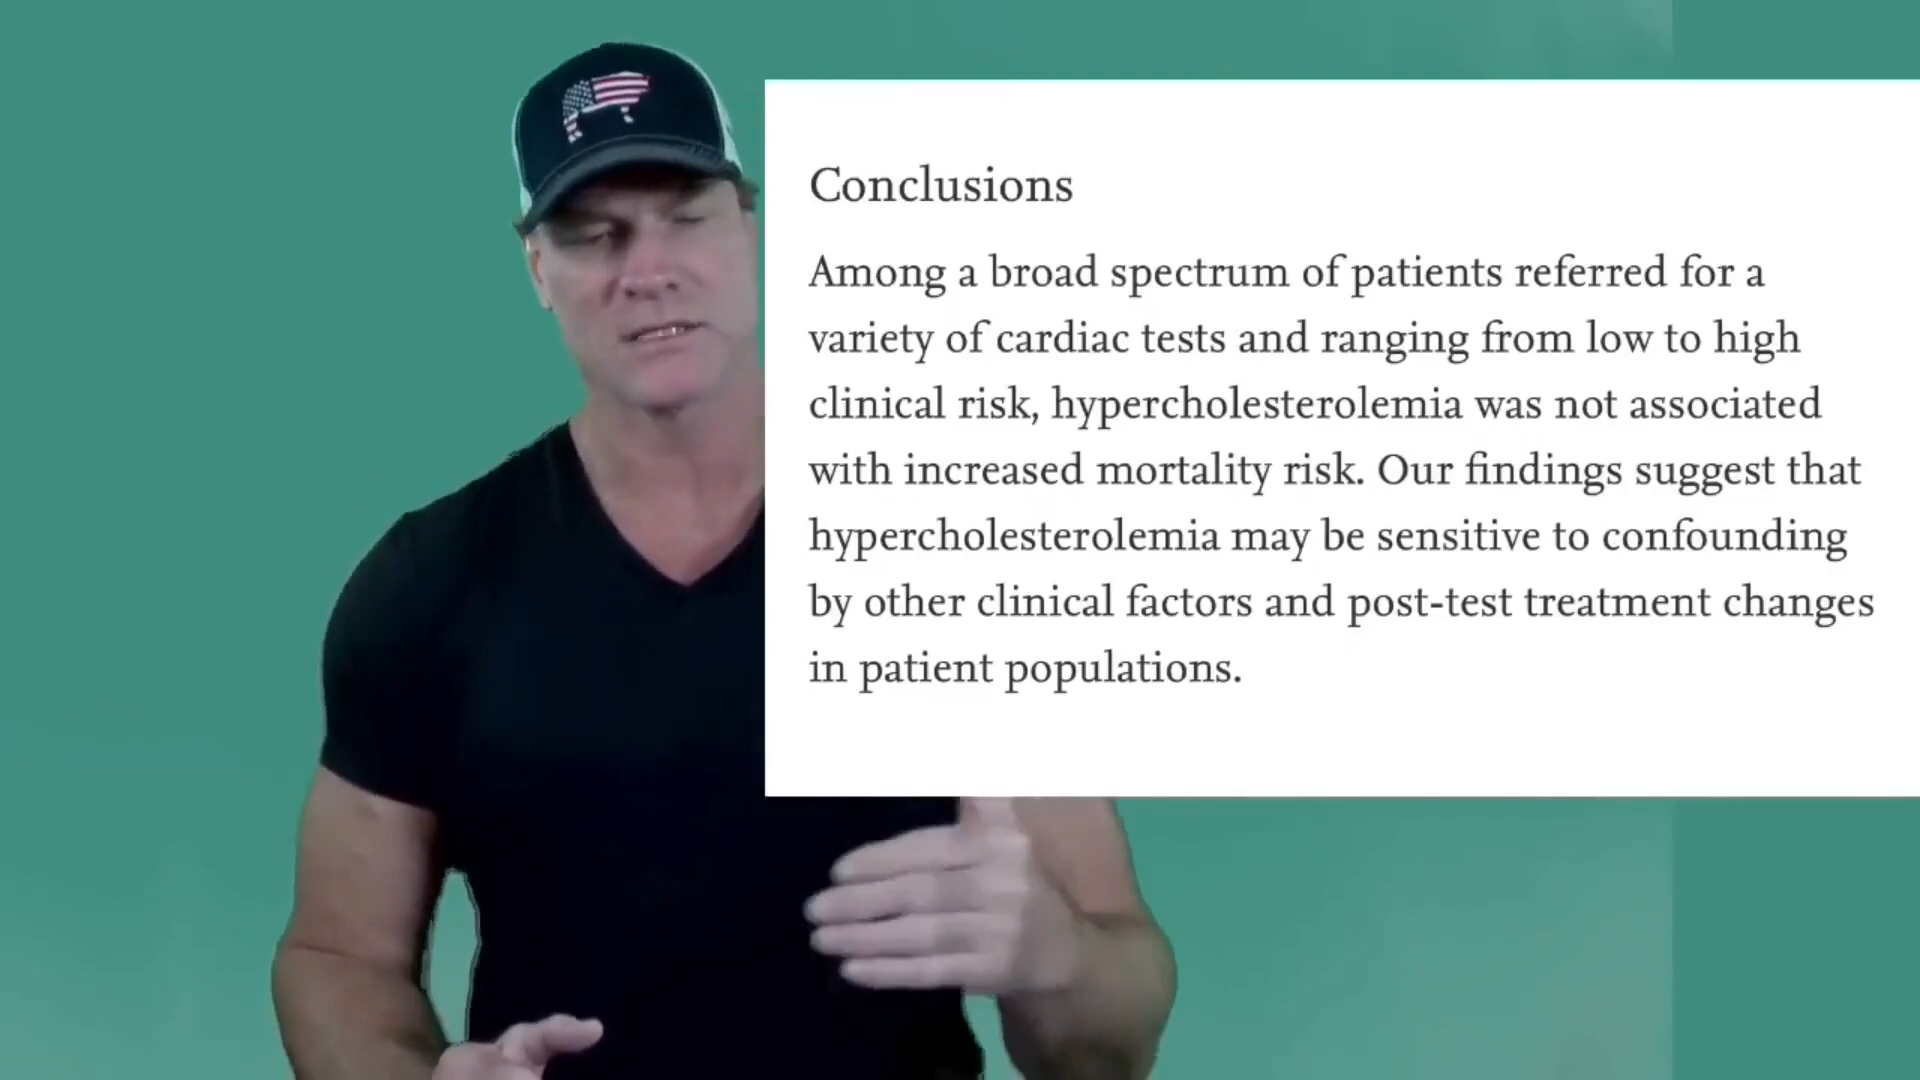 Conclusions
Among a broad spectrum of patients referred for a
variety of cardiac tests and ranging from low to high
clinical risk, hypercholesterolemia was not associated
with increased mortality risk. Our findings suggest that
hypercholesterolemia may be sensitive to confounding
by other clinical factors and post-test treatment changes
in patient populations.